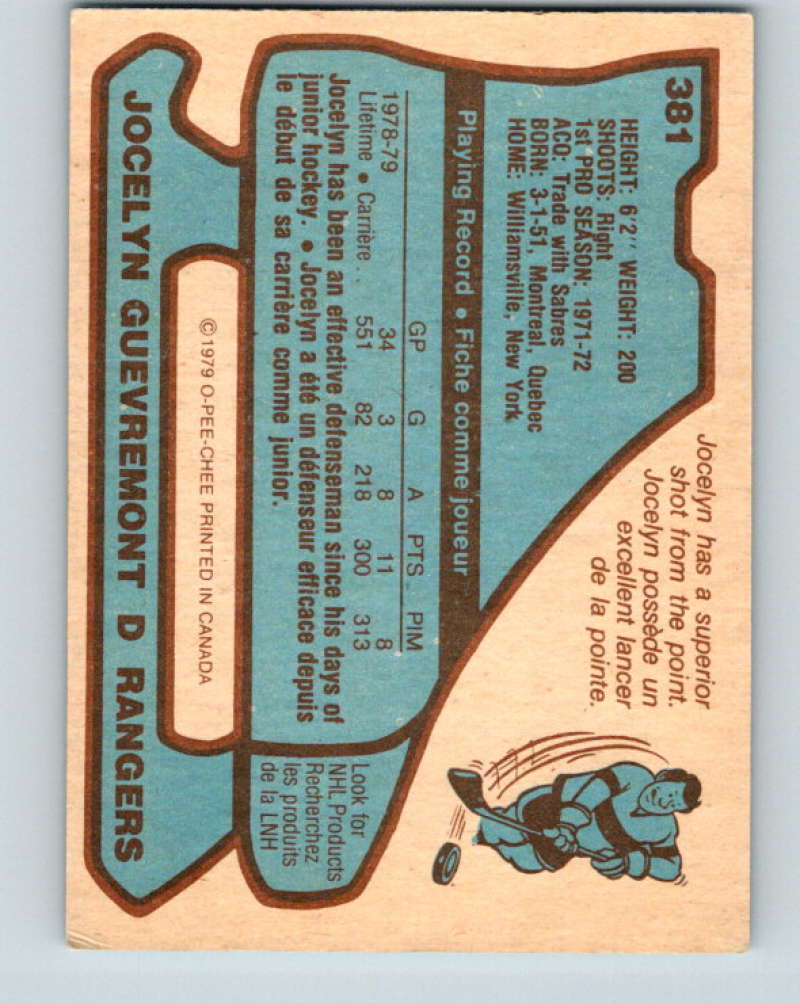 381
HEIGHT: 6'2" WEIGHT: 200
SHOOTS: Right
1st PRO SEASON: 1971-72
ACQ: Trade with Sabres
BORN: 3-1-51, Montreal, Quebec
HOME: Williamsville, New York
Jocelyn has a superior
shot from the point.
Jocelyn possède un
excellent lancer
de la pointe.
Playing Record • Fiche comme joueur
GP G A PTS PIM
1978-79 34 3 8 11 8
Lifetime • Carrière . . 551 82 218 300 313
Jocelyn has been an effective defenseman since his days of
junior hockey. • Jocelyn a été un défenseur efficace depuis
le début de sa carrière comme junior.
Look for
NHL Products
Recherchez
les produits
de la LNH
©1979 O-PEE-CHEE PRINTED IN CANADA
JOCELYN GUEVREMONT D RANGERS